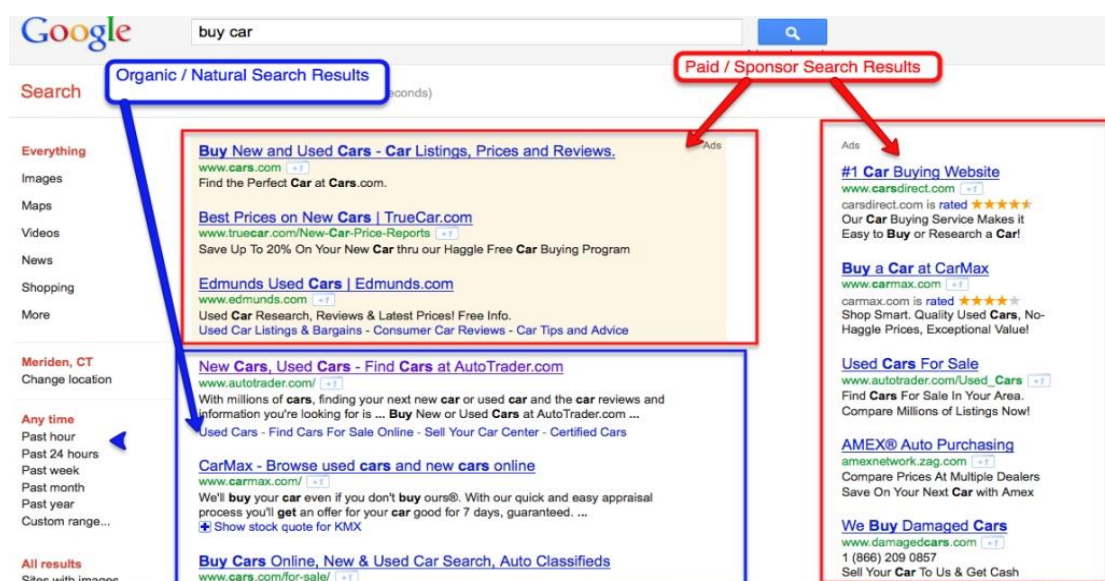 Google
buy car
Organic / Natural Search Results
Paid / Sponsor Search Results
Search
econds)
Everything
Images
Maps
Videos
News
Shopping
More
Meriden, CT
Change location
Any time
Past hour
Past 24 hours
Past week
Past month
Past year
Custom range...
All results
Sites with images
Ads
Buy New and Used Cars - Car Listings, Prices and Reviews.
www.cars.com +1
Find the Perfect Car at Cars.com.
Best Prices on New Cars | TrueCar.com
www.truecar.com/New-Car-Price-Reports +1
Save Up To 20% On Your New Car thru our Haggle Free Car Buying Program
Edmunds Used Cars | Edmunds.com
www.edmunds.com +1
Used Car Research, Reviews & Latest Prices! Free Info.
Used Car Listings & Bargains - Consumer Car Reviews - Car Tips and Advice
New Cars, Used Cars - Find Cars at AutoTrader.com
www.autotrader.com/ +1
With millions of cars, finding your next new car or used car and the car reviews and
information you're looking for is ... Buy New or Used Cars at AutoTrader.com ...
Used Cars - Find Cars For Sale Online - Sell Your Car Center - Certified Cars
CarMax - Browse used cars and new cars online
www.carmax.com/ +1
We'll buy your car even if you don't buy ours®. With our quick and easy appraisal
process you'll get an offer for your car good for 7 days, guaranteed. ...
Show stock quote for KMX
Buy Cars Online, New & Used Car Search, Auto Classifieds
www.cars.com/for-sale/ +1
Ads
#1 Car Buying Website
www.carsdirect.com +1
carsdirect.com is rated
Our Car Buying Service Makes it
Easy to Buy or Research a Car!
Buy a Car at CarMax
www.carmax.com +1
carmax.com is rated
Shop Smart. Quality Used Cars, No-
Haggle Prices, Exceptional Value!
Used Cars For Sale
www.autotrader.com/Used_Cars +1
Find Cars For Sale In Your Area.
Compare Millions of Listings Now!
AMEX® Auto Purchasing
amexnetwork.zag.com +1
Compare Prices At Multiple Dealers
Save On Your Next Car with Amex
We Buy Damaged Cars
www.damagedcars.com +1
1 (866) 209 0857
Sell Your Car To Us & Get Cash